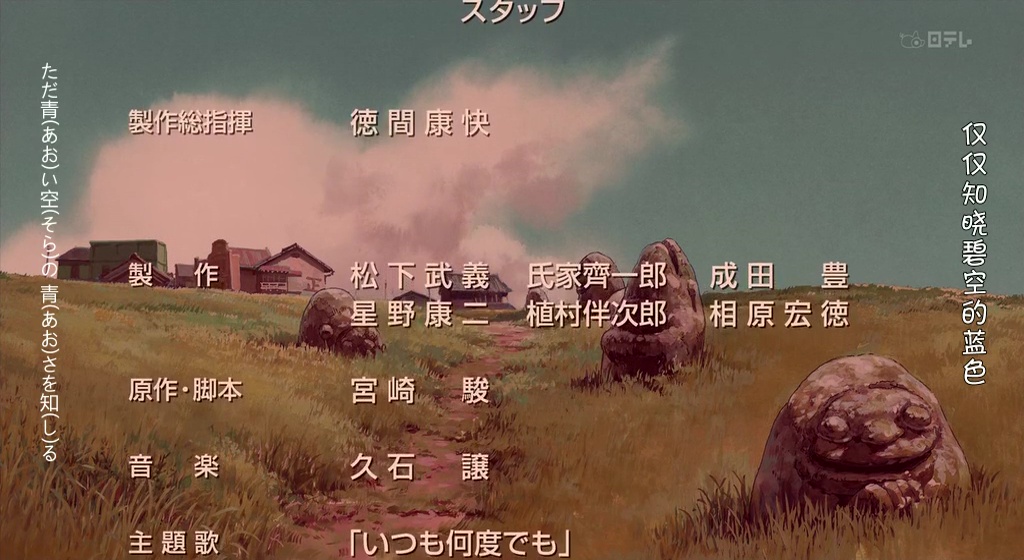 スタッフ
日テレ
製作総指揮 徳間康快
製作 松下武義 氏家齊一郎 成田豊
星野康二 植村伴次郎 相原宏徳
原作・脚本 宮崎駿
音楽 久石譲
主題歌 「いつも何度でも」
ただ青(あお)い空(そら)の 青(あお)さを知(し)る
仅仅知晓碧空的蓝色